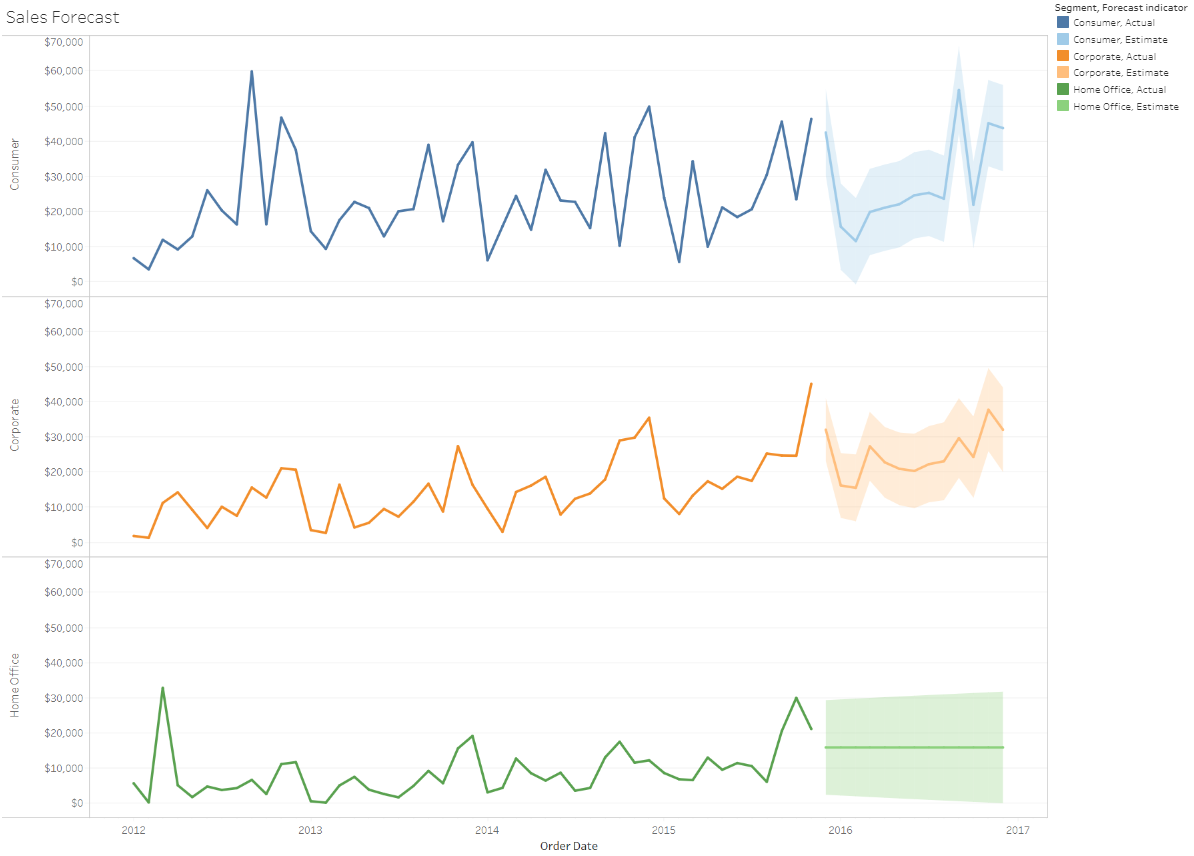 Sales Forecast
Segment, Forecast indicator
Consumer, Actual
Consumer, Estimate
Corporate, Actual
Corporate, Estimate
Home Office, Actual
Home Office, Estimate
Consumer
$70,000
$60,000
$50,000
$40,000
$30,000
$20,000
$10,000
$0
Corporate
$70,000
$60,000
$50,000
$40,000
$30,000
$20,000
$10,000
$0
Home Office
$70,000
$60,000
$50,000
$40,000
$30,000
$20,000
$10,000
$0
2012 2013 2014 2015 2016 2017
Order Date